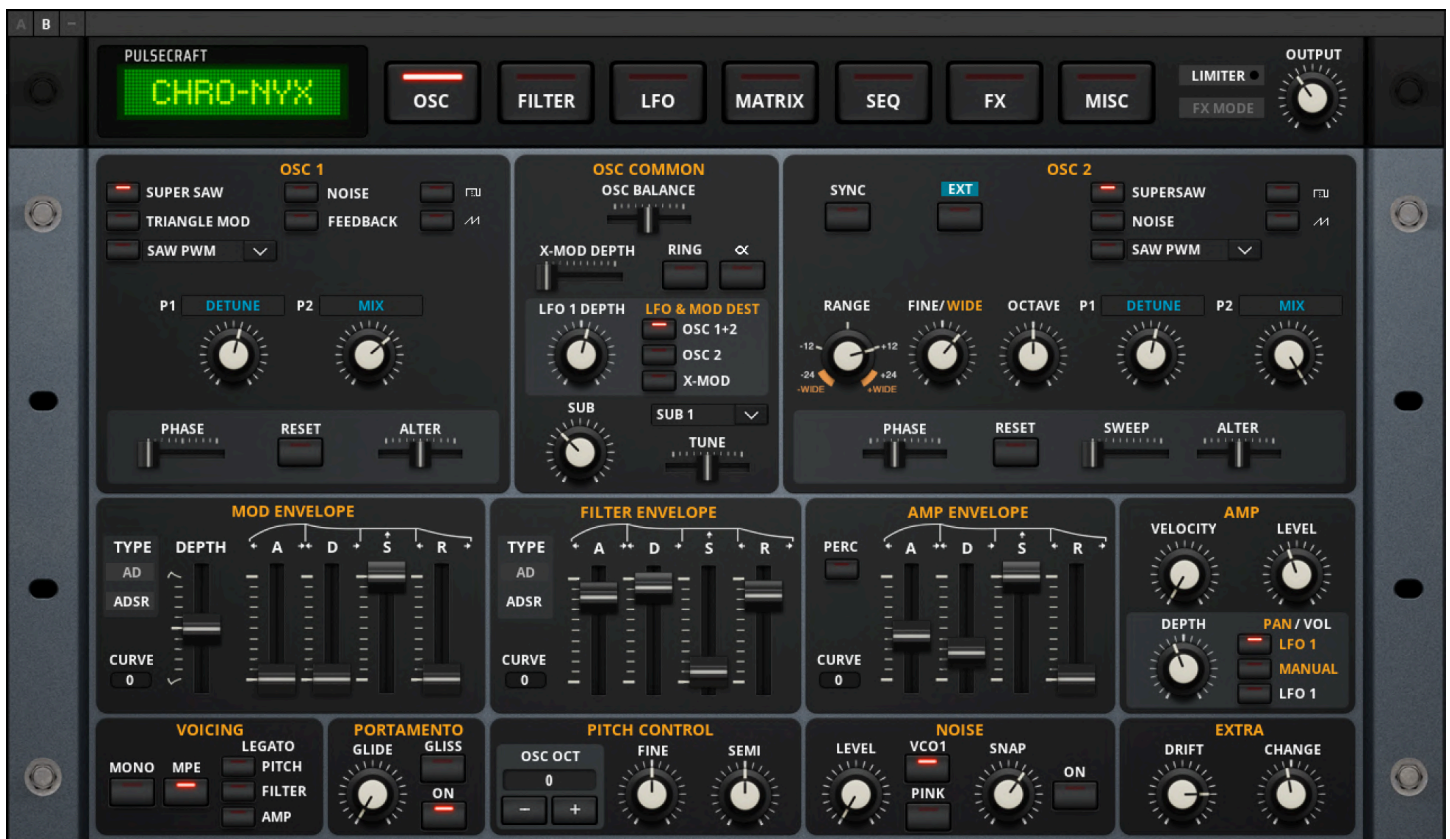 A B –
PULSECRAFT
CHRO-NYX
OSC FILTER LFO MATRIX SEQ FX MISC
LIMITER
FX MODE
OUTPUT
OSC 1
SUPER SAW NOISE
TRIANGLE MOD FEEDBACK
SAW PWM
P1 DETUNE P2 MIX
PHASE RESET ALTER
OSC COMMON
OSC BALANCE
X-MOD DEPTH RING α
LFO 1 DEPTH LFO & MOD DEST
OSC 1+2
OSC 2
X-MOD
SUB SUB 1
TUNE
OSC 2
SYNC EXT SUPERSAW
NOISE
SAW PWM
RANGE FINE/WIDE OCTAVE P1 DETUNE P2 MIX
-12 +12
-24 +24
-WIDE +WIDE
PHASE RESET SWEEP ALTER
MOD ENVELOPE
TYPE DEPTH A D S R
AD
ADSR
CURVE
0
FILTER ENVELOPE
TYPE A D S R
AD
ADSR
CURVE
0
AMP ENVELOPE
PERC A D S R
CURVE
0
AMP
VELOCITY LEVEL
DEPTH PAN / VOL
LFO 1
MANUAL
LFO 1
VOICING
LEGATO
MONO MPE PITCH
FILTER
AMP
PORTAMENTO
GLIDE GLISS
ON
PITCH CONTROL
OSC OCT FINE SEMI
0
− +
NOISE
LEVEL VCO1 SNAP
PINK ON
EXTRA
DRIFT CHANGE